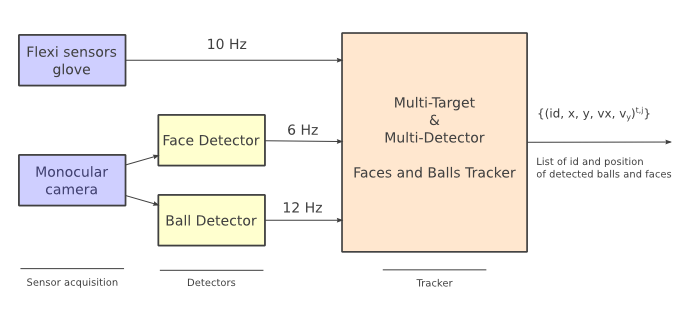 Flexi sensors
glove
10 Hz
Multi-Target
&
Multi-Detector
Faces and Balls Tracker
Face Detector
6 Hz
Monocular
camera
Ball Detector
12 Hz
{(id, x, y, vx, v_y)^t,j}
List of id and position
of detected balls and faces
Sensor acquisition
Detectors
Tracker